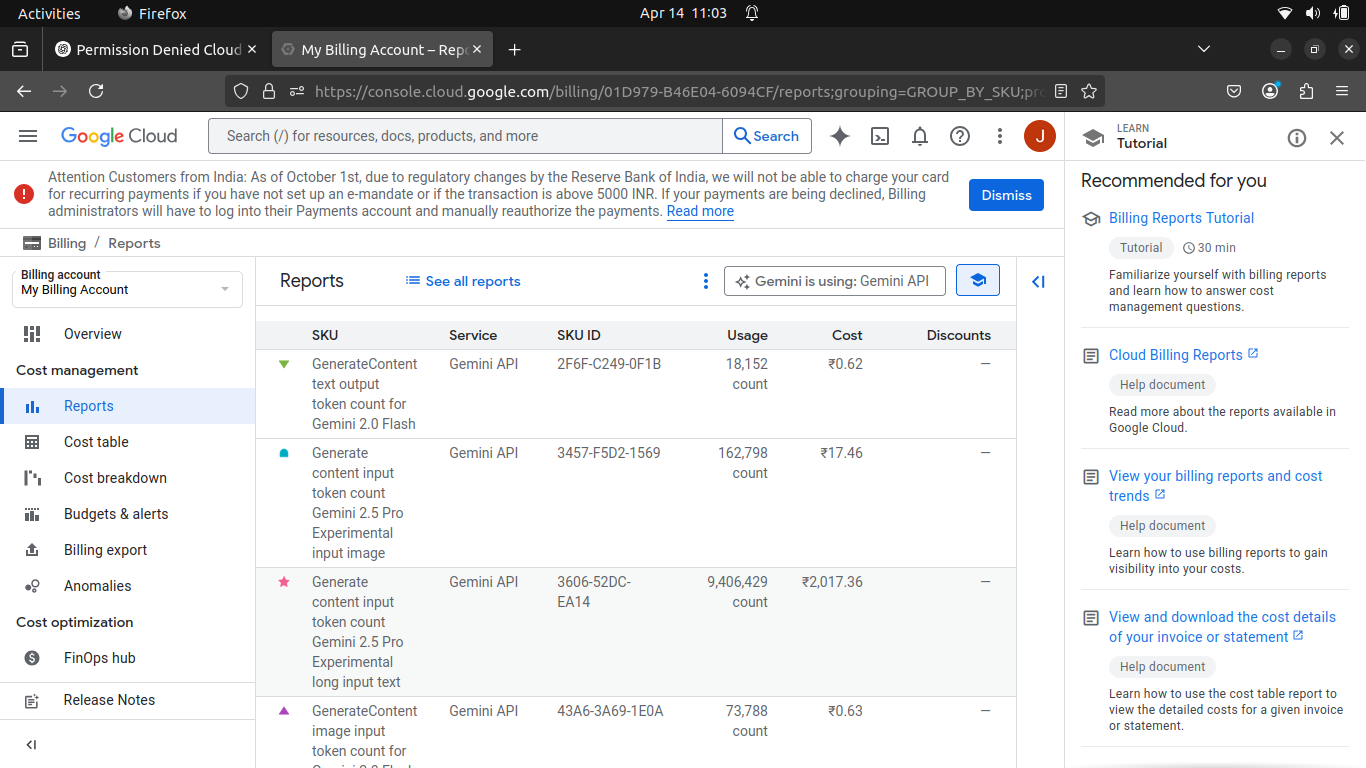 Activities
Firefox
Apr 14 11:03
Permission Denied Cloud
My Billing Account – Rep
https://console.cloud.google.com/billing/01D979-B46E04-6094CF/reports;grouping=GROUP_BY_SKU;pro
Google Cloud
Search (/) for resources, docs, products, and more
Search
J
Attention Customers from India: As of October 1st, due to regulatory changes by the Reserve Bank of India, we will not be able to charge your card
for recurring payments if you have not set up an e-mandate or if the transaction is above 5000 INR. If your payments are being declined, Billing
administrators will have to log into their Payments account and manually reauthorize the payments. Read more
Dismiss
Billing / Reports
Billing account
My Billing Account
Overview
Cost management
Reports
Cost table
Cost breakdown
Budgets & alerts
Billing export
Anomalies
Cost optimization
FinOps hub
Release Notes
Reports
See all reports
Gemini is using: Gemini API
SKU Service SKU ID Usage Cost Discounts
GenerateContent Gemini API 2F6F-C249-0F1B 18,152 ₹0.62 —
text output count
token count for
Gemini 2.0 Flash
Generate Gemini API 3457-F5D2-1569 162,798 ₹17.46 —
content input count
token count
Gemini 2.5 Pro
Experimental
input image
Generate Gemini API 3606-52DC- 9,406,429 ₹2,017.36 —
content input EA14 count
token count
Gemini 2.5 Pro
Experimental
long input text
GenerateContent Gemini API 43A6-3A69-1E0A 73,788 ₹0.63 —
image input count
token count for
LEARN
Tutorial
Recommended for you
Billing Reports Tutorial
Tutorial 30 min
Familiarize yourself with billing reports
and learn how to answer cost
management questions.
Cloud Billing Reports
Help document
Read more about the reports available in
Google Cloud.
View your billing reports and cost
trends
Help document
Learn how to use billing reports to gain
visibility into your costs.
View and download the cost details
of your invoice or statement
Help document
Learn how to use the cost table report to
view the detailed costs for a given invoice
or statement.